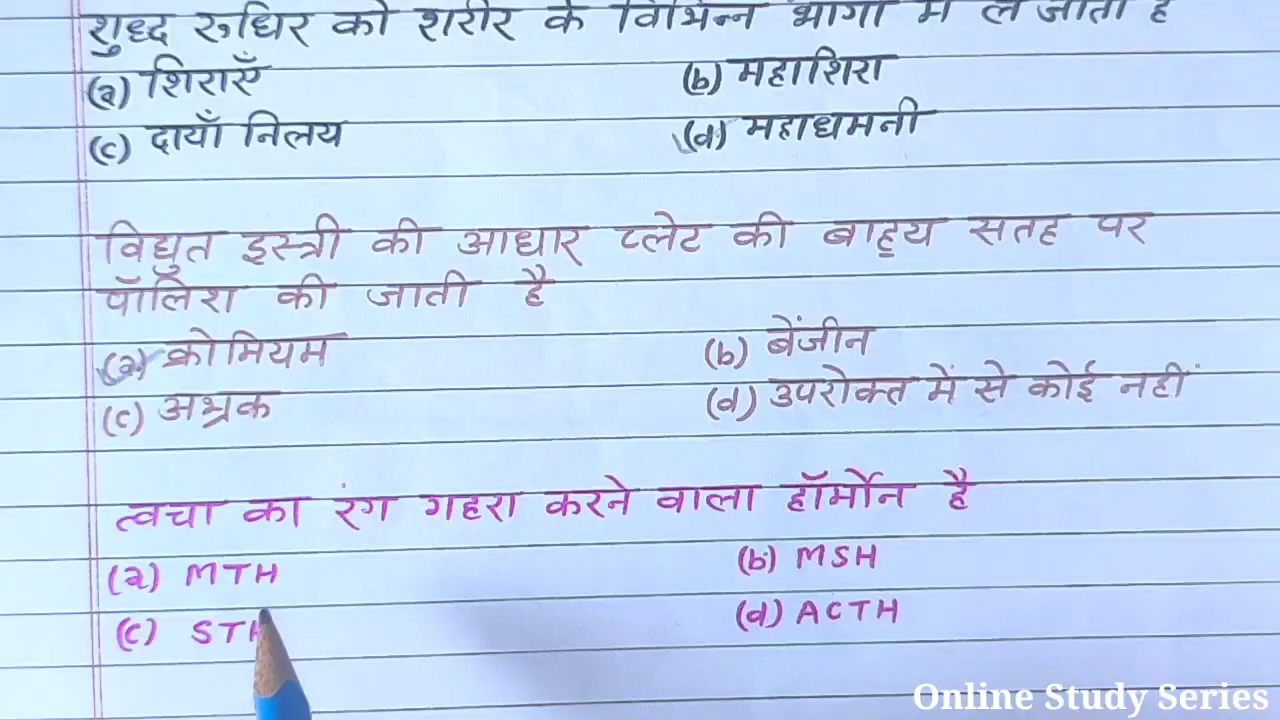 शुध्द रुधिर को शरीर के विभिन्न भागों में ले जाता है
(a) शिराएँ (b) महाशिरा
(c) दायाँ निलय (d) महाधमनी
विद्युत इस्त्री की आधार प्लेट की बाह्य सतह पर
पॉलिश की जाती है
(a) क्रोमियम (b) बेंजीन
(c) अभ्रक (d) उपरोक्त में से कोई नहीं
त्वचा का रंग गहरा करने वाला हॉर्मोन है
(a) MTH (b) MSH
(c) STH (d) ACTH
Online Study Series